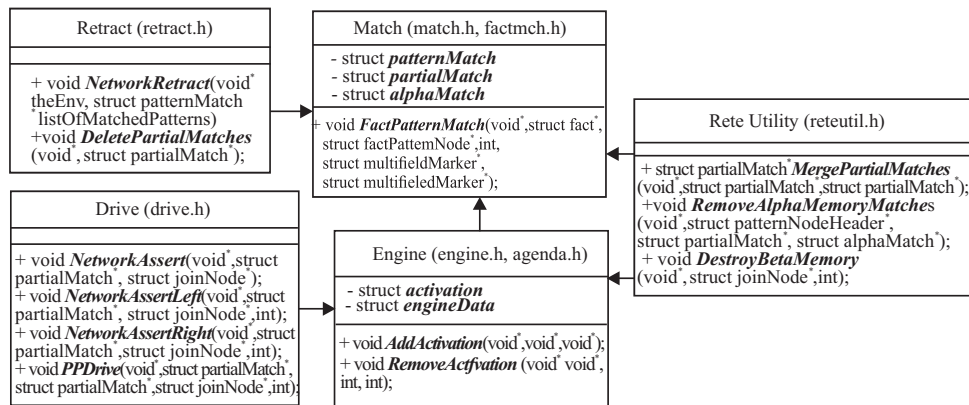 Retract (retract.h)
+ void NetworkRetract(void*
theEnv, struct patternMatch
*listOfMatchedPatterns)
+void DeletePartialMatches
(void*, struct partialMatch*);
Match (match.h, factmch.h)
- struct patternMatch
- struct partialMatch
- struct alphaMatch
+ void FactPatternMatch(void*,struct fact*,
struct factPattemNode*,int,
struct multifieldMarker*,
struct multifieledMarker*);
Rete Utility (reteutil.h)
+ struct partialMatch*MergePartialMatches
(void*,struct partialMatch*,struct partialMatch*);
+void RemoveAlphaMemoryMatches
(void*,struct patternNodeHeader*,
struct partialMatch*, struct alphaMatch*);
+ void DestroyBetaMemory
(void*, struct joinNode*,int);
Drive (drive.h)
+ void NetworkAssert(void*,struct
partialMatch*, struct joinNode*);
+ void NetworkAssertLeft(void*,struct
partialMatch*, struct joinNode*,int);
+ void NetworkAssertRight(void*,struct
partialMatch*,struct joinNode*,int);
+ void PPDrive(void*,struct partialMatch*,
struct partialMatch*,struct joinNode*,int);
Engine (engine.h, agenda.h)
- struct activation
- struct engineData
+ void AddActivation(void*,void*,void*);
+ void RemoveActfvation (void* void*,
int, int);